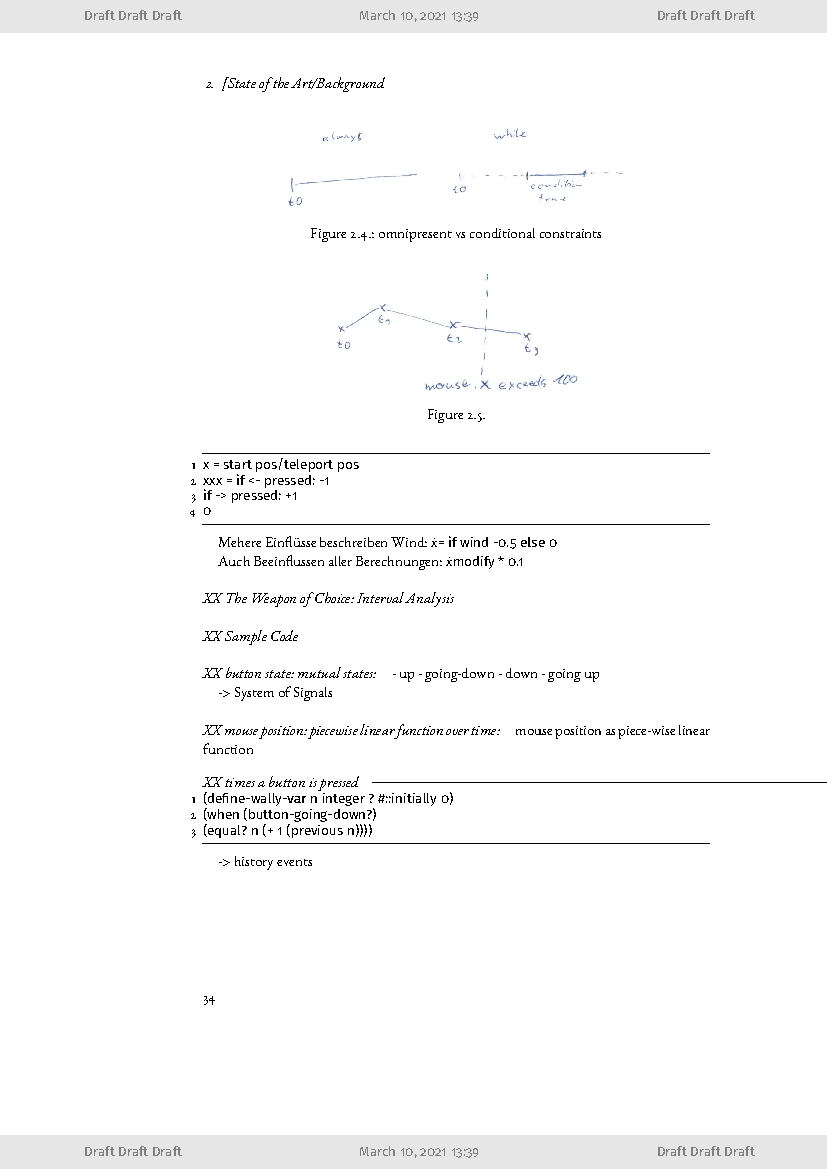 Draft Draft Draft March 10, 2021 13:39 Draft Draft Draft
2. [State of the Art/Background
always while
t0 t0 condition
true
Figure 2.4.: omnipresent vs conditional constraints
t0 t1 t2 t3
mouse.x exceeds 100
Figure 2.5.
1 x = start pos/teleport pos
2 xxx = if <- pressed: -1
3 if -> pressed: +1
4 0
Mehere Einflüsse beschreiben Wind: ẋ= if wind -0.5 else 0
Auch Beeinflussen aller Berechnungen: ẋmodify * 0.1
XX The Weapon of Choice: Interval Analysis
XX Sample Code
XX button state: mutual states: - up - going-down - down - going up
-> System of Signals
XX mouse position: piecewise linear function over time: mouse position as piece-wise linear
function
XX times a button is pressed
1 (define-wally-var n integer ? #::initially 0)
2 (when (button-going-down?)
3 (equal? n (+ 1 (previous n))))
-> history events
34
Draft Draft Draft March 10, 2021 13:39 Draft Draft Draft